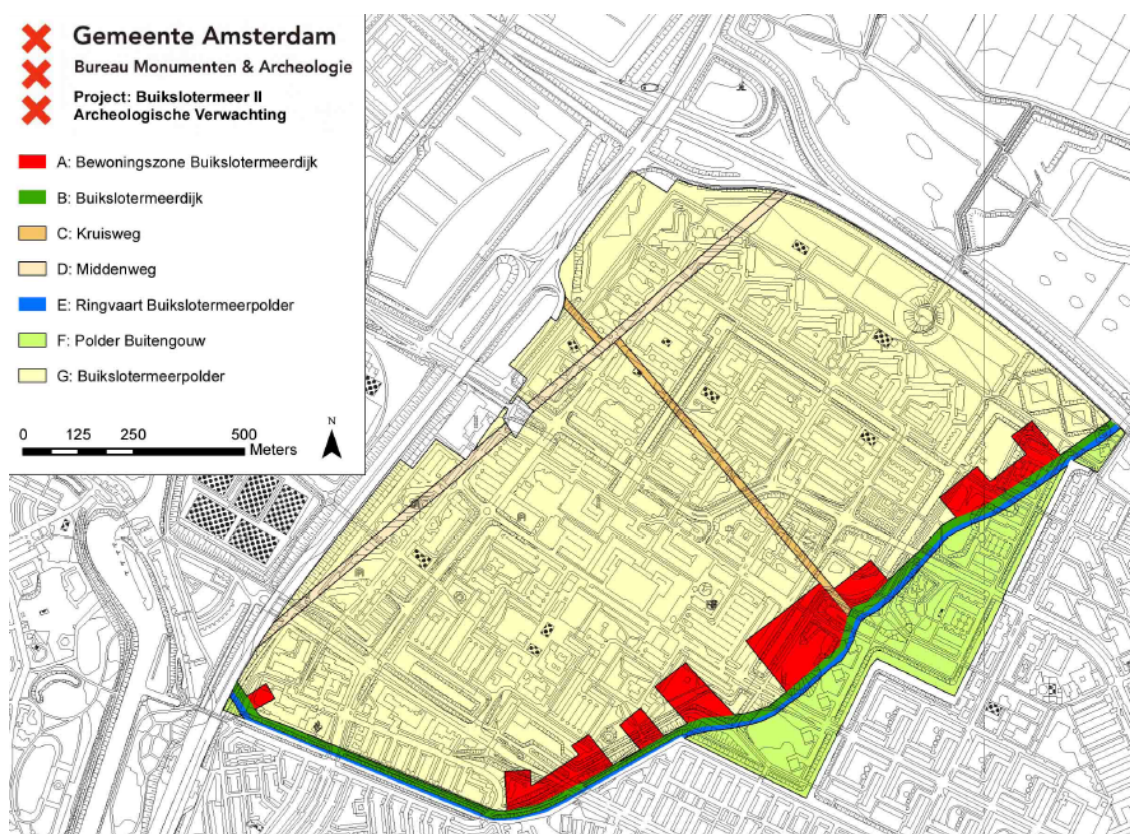 Gemeente Amsterdam
Bureau Monumenten & Archeologie
Project: Buikslotermeer II
Archeologische Verwachting
A: Bewoningszone Buikslotermeerdijk
B: Buikslotermeerdijk
C: Kruisweg
D: Middenweg
E: Ringvaart Buikslotermeerpolder
F: Polder Buitengouw
G: Buikslotermeerpolder
N
0 125 250 500
Meters